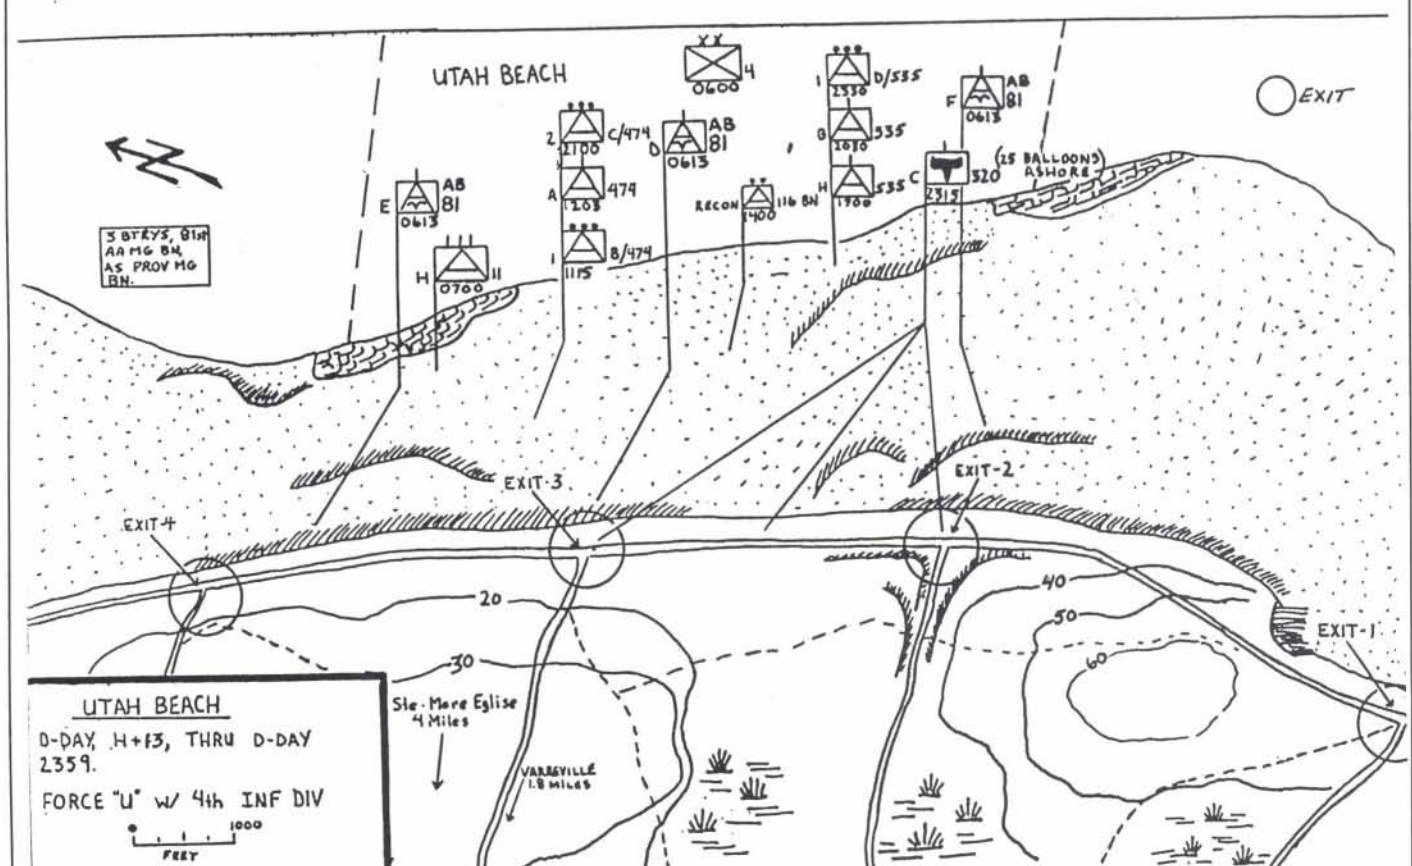 UTAH BEACH
X X
4
0600
1 D/535
2330
B 535
2030
H 535
1900
F AB
81
0613
EXIT
2 C/474
2100
A 474
B/474
1
1115
D AB
81
0613
RECON 116 BN
1400
C 320 (25 BALLOONS)
ASHORE
2315
E AB
81
0613
H 11
0700
3 BTRYS, 81st
AA MG BN,
AS PROV MG
BN.
EXIT-4
EXIT-3
EXIT-2
EXIT-1
20
30
40
50
60
Ste. Mere Eglise
4 Miles
VARREVILLE
1.8 MILES
UTAH BEACH
D-DAY, H+13, THRU D-DAY
2359.
FORCE "U" w/ 4th INF DIV
0 1000
FEET